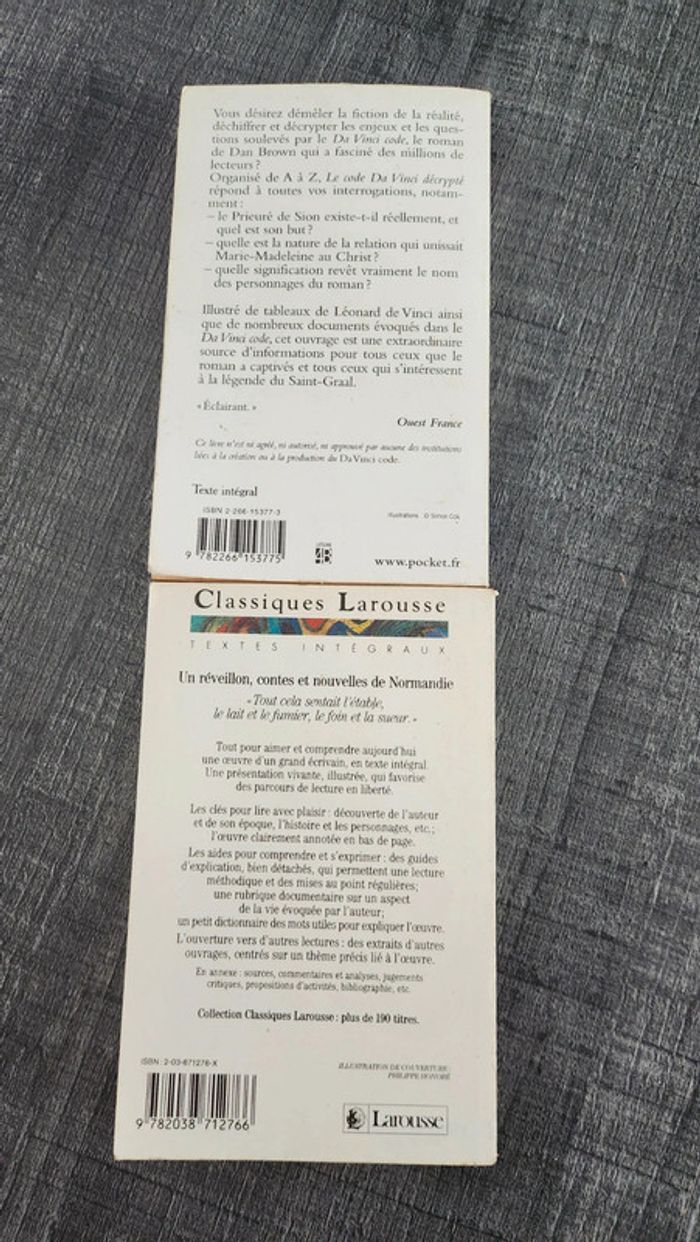 Vous désirez démêler la fiction de la réalité,
déchiffrer et décrypter les enjeux et les ques-
tions soulevés par le Da Vinci code, le roman
de Dan Brown qui a fasciné des millions de
lecteurs ?
Organisé de A à Z, Le code Da Vinci décrypté
répond à toutes vos interrogations, notam-
ment :
– le Prieuré de Sion existe-t-il réellement, et
quel est son but ?
– quelle est la nature de la relation qui unissait
Marie-Madeleine au Christ ?
– quelle signification revêt vraiment le nom
des personnages du roman ?
Illustré de tableaux de Léonard de Vinci ainsi
que de nombreux documents évoqués dans le
Da Vinci code, cet ouvrage est une extraordinaire
source d'informations pour tous ceux que le
roman a captivés et tous ceux qui s'intéressent
à la légende du Saint-Graal.
« Éclairant. »
Ouest France
Ce livre n'est ni agréé, ni autorisé, ni approuvé par aucune des institutions
liées à la création ou à la production du Da Vinci code.
Texte intégral
ISBN 2-266-15377-3
Illustrations : © Simon Cox
9 782266 153775
www.pocket.fr
Classiques Larousse
TEXTES INTÉGRAUX
Un réveillon, contes et nouvelles de Normandie
« Tout cela sentait l'étable,
le lait et le fumier, le foin et la sueur. »
Tout pour aimer et comprendre aujourd'hui
une œuvre d'un grand écrivain, en texte intégral.
Une présentation vivante, illustrée, qui favorise
des parcours de lecture en liberté.
Les clés pour lire avec plaisir : découverte de l'auteur
et de son époque, l'histoire et les personnages, etc. ;
l'œuvre clairement annotée en bas de page.
Les aides pour comprendre et s'exprimer : des guides
d'explication, bien détachés, qui permettent une lecture
méthodique et des mises au point régulières ;
une rubrique documentaire sur un aspect
de la vie évoquée par l'auteur ;
un petit dictionnaire des mots utiles pour expliquer l'œuvre.
L'ouverture vers d'autres lectures : des extraits d'autres
ouvrages, centrés sur un thème précis lié à l'œuvre.
En annexe : sources, commentaires et analyses, jugements
critiques, propositions d'activités, bibliographie, etc.
Collection Classiques Larousse : plus de 190 titres.
ISBN : 2-03-871276-X
ILLUSTRATION DE COUVERTURE :
PHILIPPE HONORÉ
9 782038 712766
Larousse